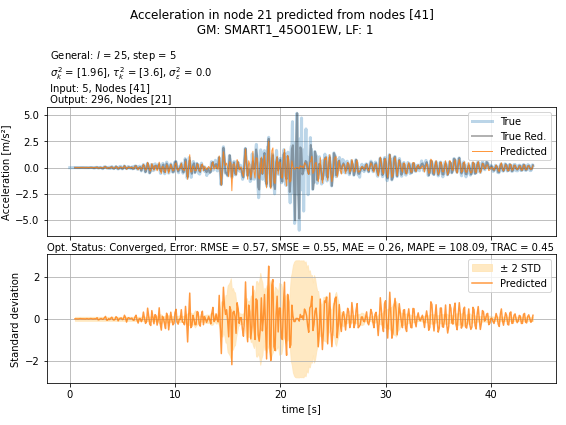 Acceleration in node 21 predicted from nodes [41]
GM: SMART1_45O01EW, LF: 1
General: l = 25, step = 5
σ²ₖ = [1.96], τ²ₖ = [3.6], σ²ε = 0.0
Input: 5, Nodes [41]
Output: 296, Nodes [21]
Acceleration [m/s²]
5.0
2.5
0.0
−2.5
−5.0
True
True Red.
Predicted
Opt. Status: Converged, Error: RMSE = 0.57, SMSE = 0.55, MAE = 0.26, MAPE = 108.09, TRAC = 0.45
Standard deviation
2
0
−2
± 2 STD
Predicted
0 10 20 30 40
time [s]